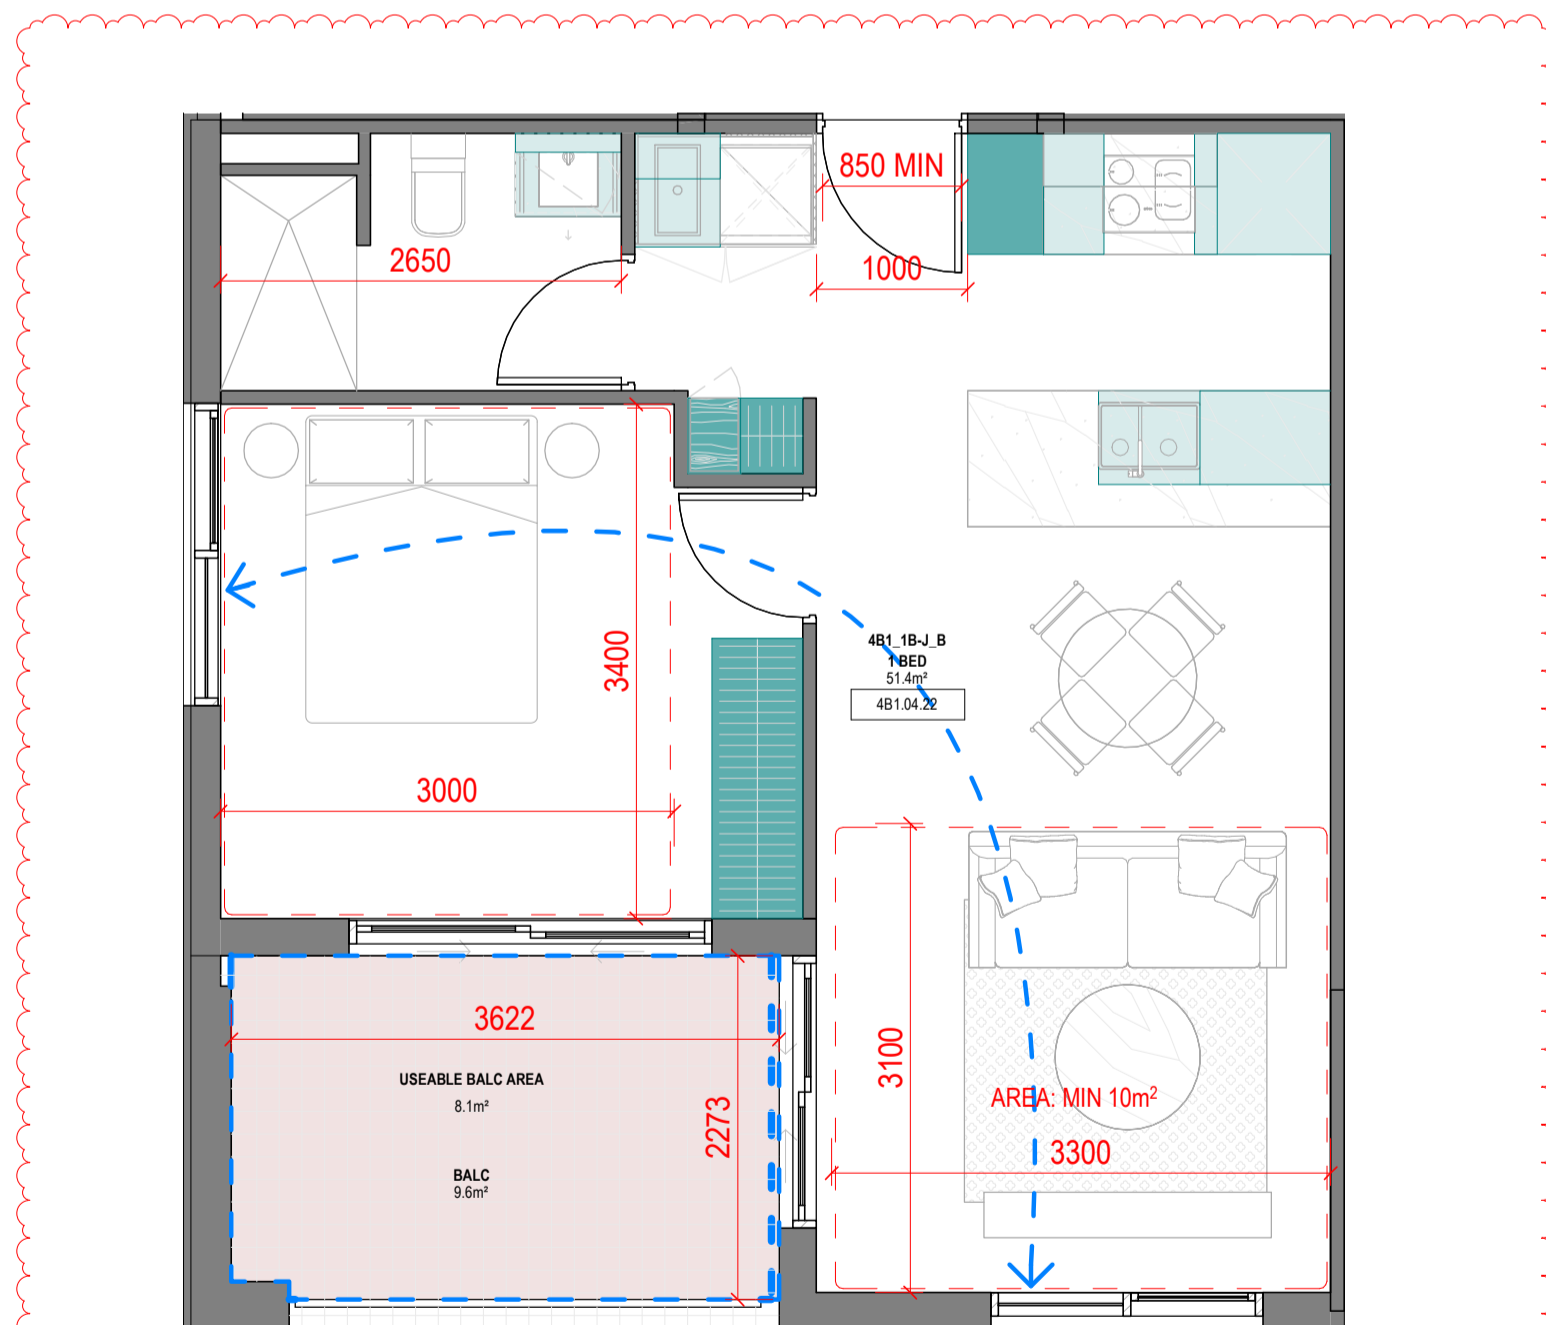 850 MIN
2650
1000
3400
4B1_1B-J_B
1 BED
51.4m²
4B1.04.22
3000
3622
USEABLE BALC AREA
8.1m²
3100
AREA: MIN 10m²
2273
3300
BALC
9.6m²